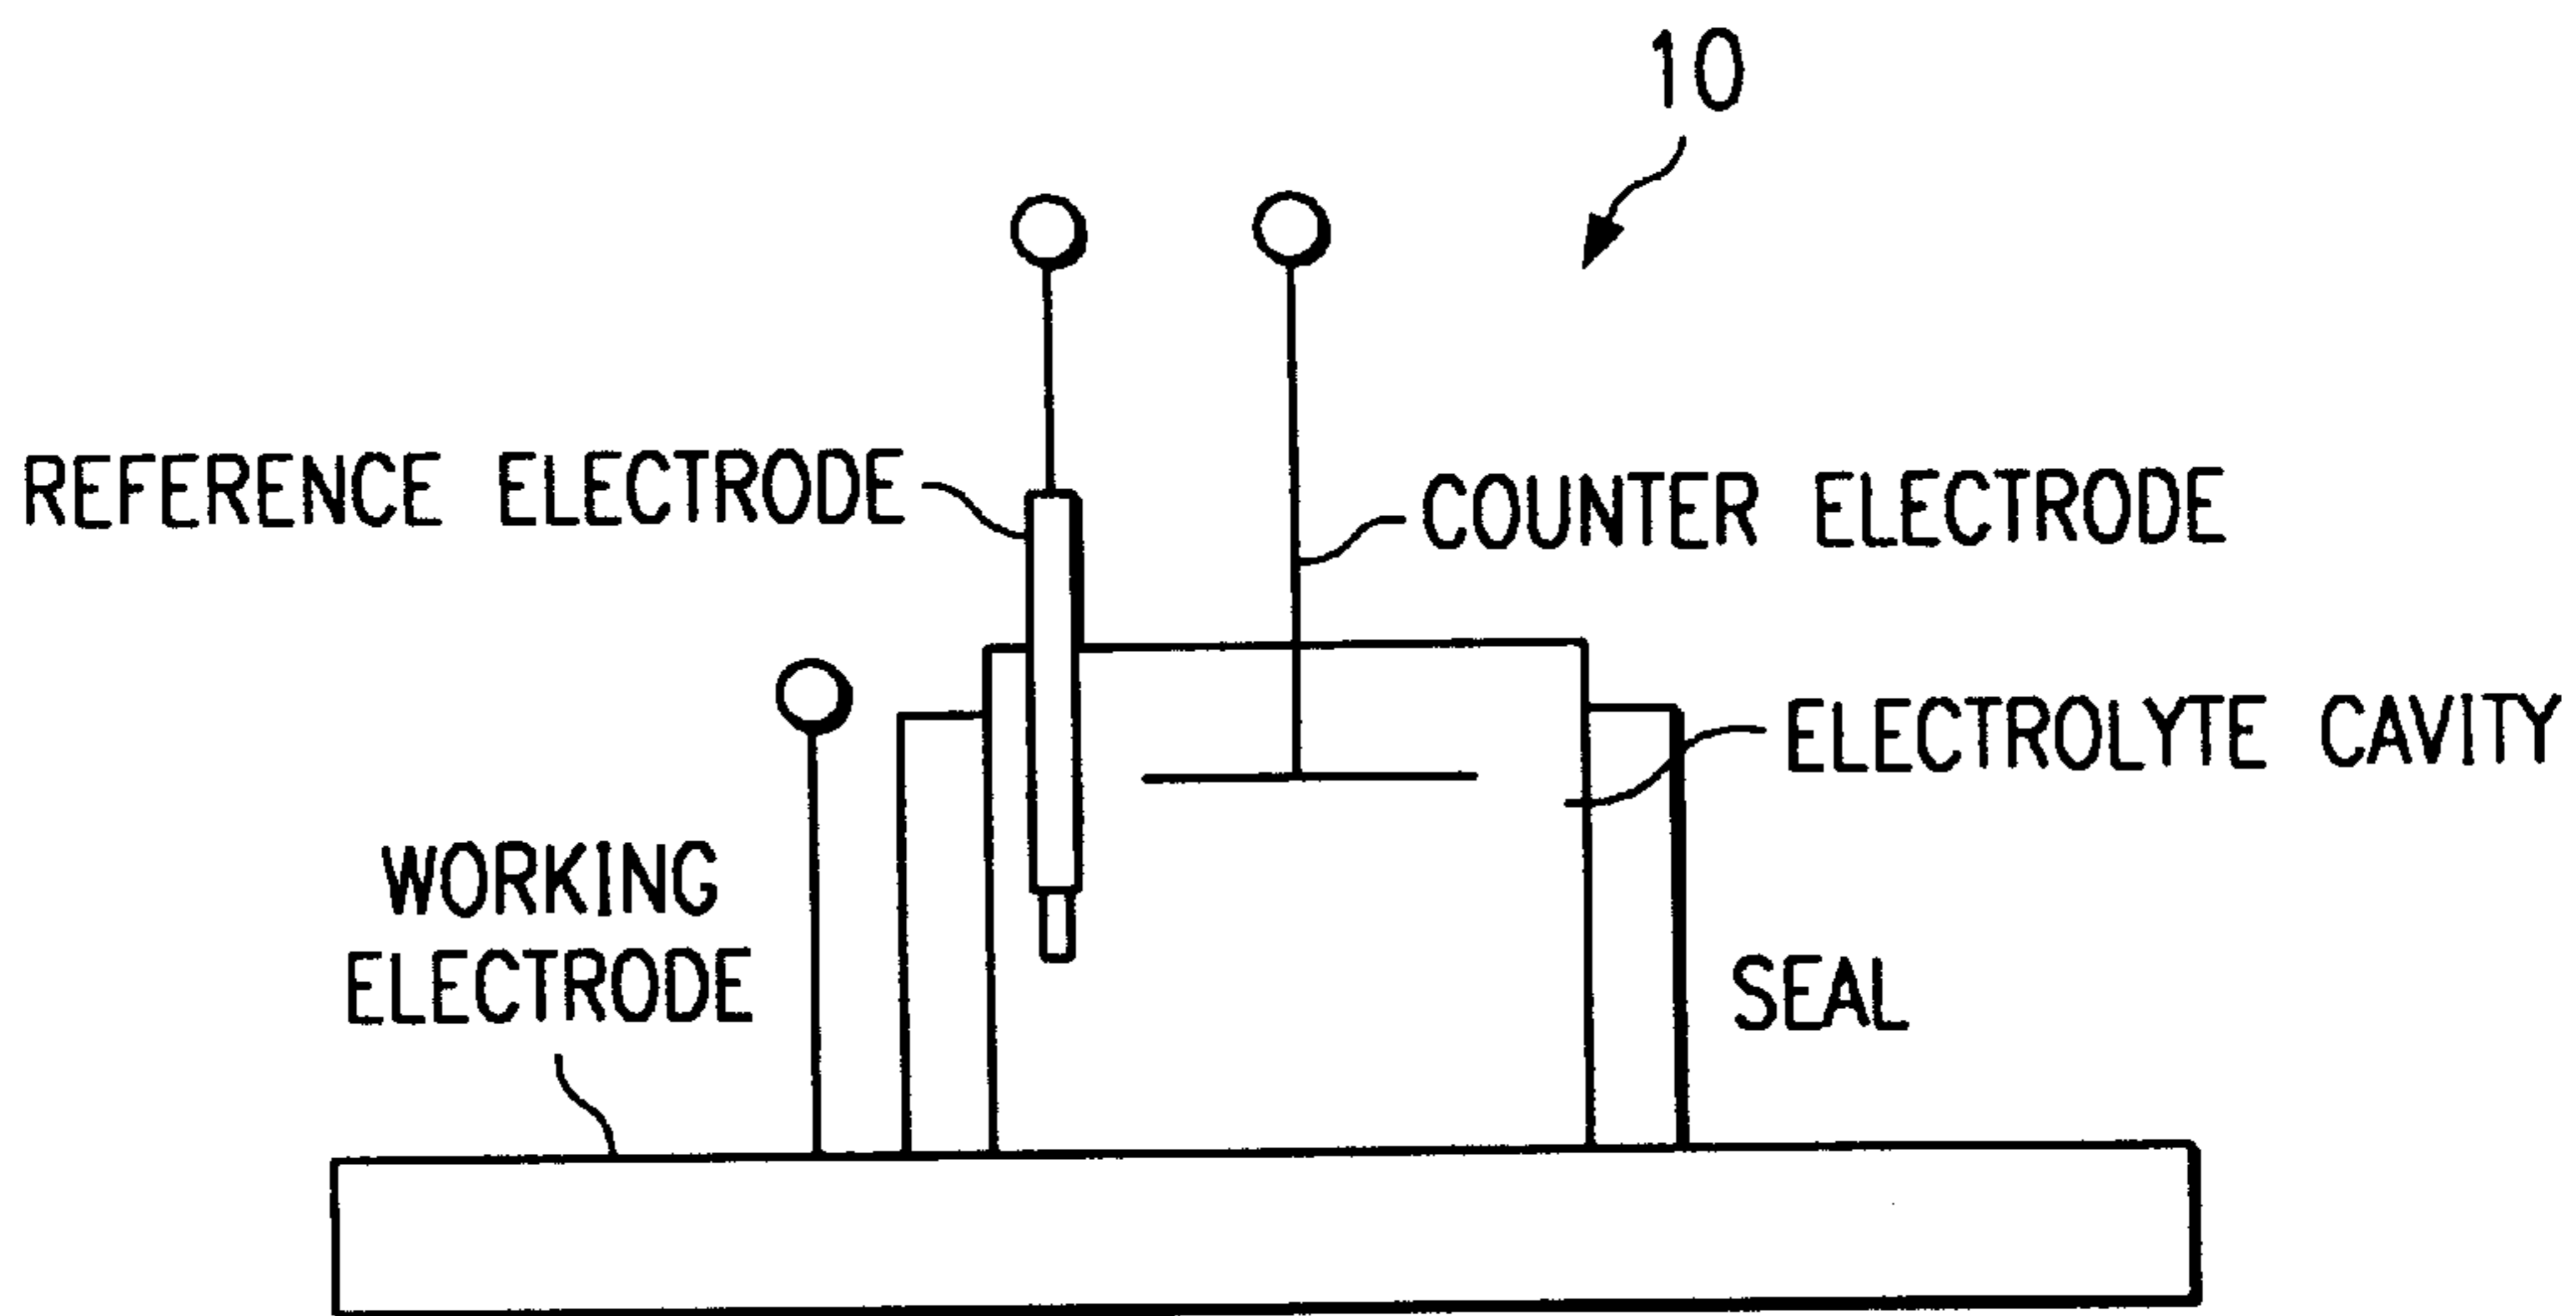 10
REFERENCE ELECTRODE
COUNTER ELECTRODE
ELECTROLYTE CAVITY
WORKING
ELECTRODE
SEAL